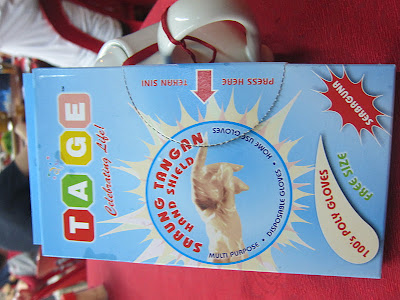 TAGE
Celebrating Life!
PRESS HERE
TEKAN SINI
SARUNG TANGAN
HAND SHIELD
MULTI PURPOSE • DISPOSABLE GLOVES • HOME USE GLOVES
SERBAGUNA
100's POLY GLOVES
FREE SIZE